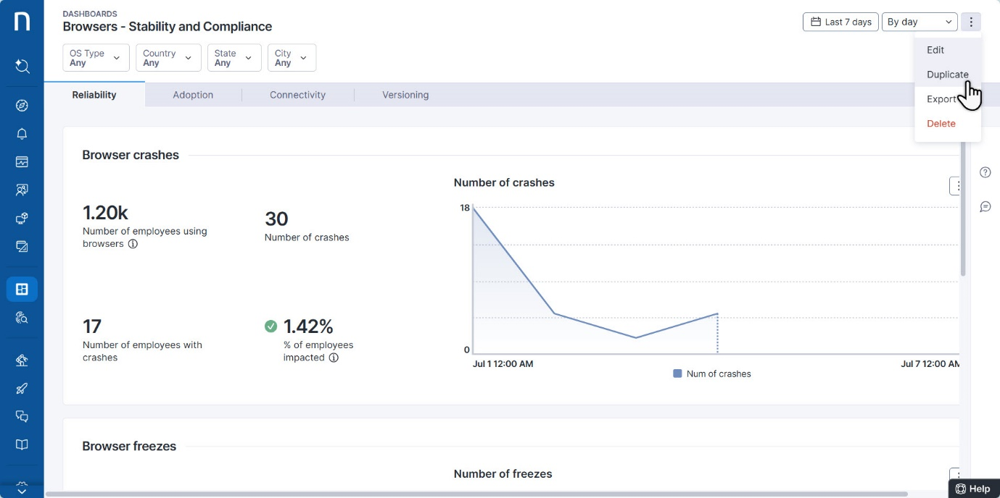 DASHBOARDS
Browsers - Stability and Compliance
Last 7 days
By day
OS Type
Any
Country
Any
State
Any
City
Any
Edit
Duplicate
Export
Delete
Reliability
Adoption
Connectivity
Versioning
Browser crashes
1.20k
Number of employees using
browsers
30
Number of crashes
17
Number of employees with
crashes
1.42%
% of employees
impacted
Number of crashes
18
0
Jul 1 12:00 AM
Jul 7 12:00 AM
Num of crashes
Browser freezes
Number of freezes
Help